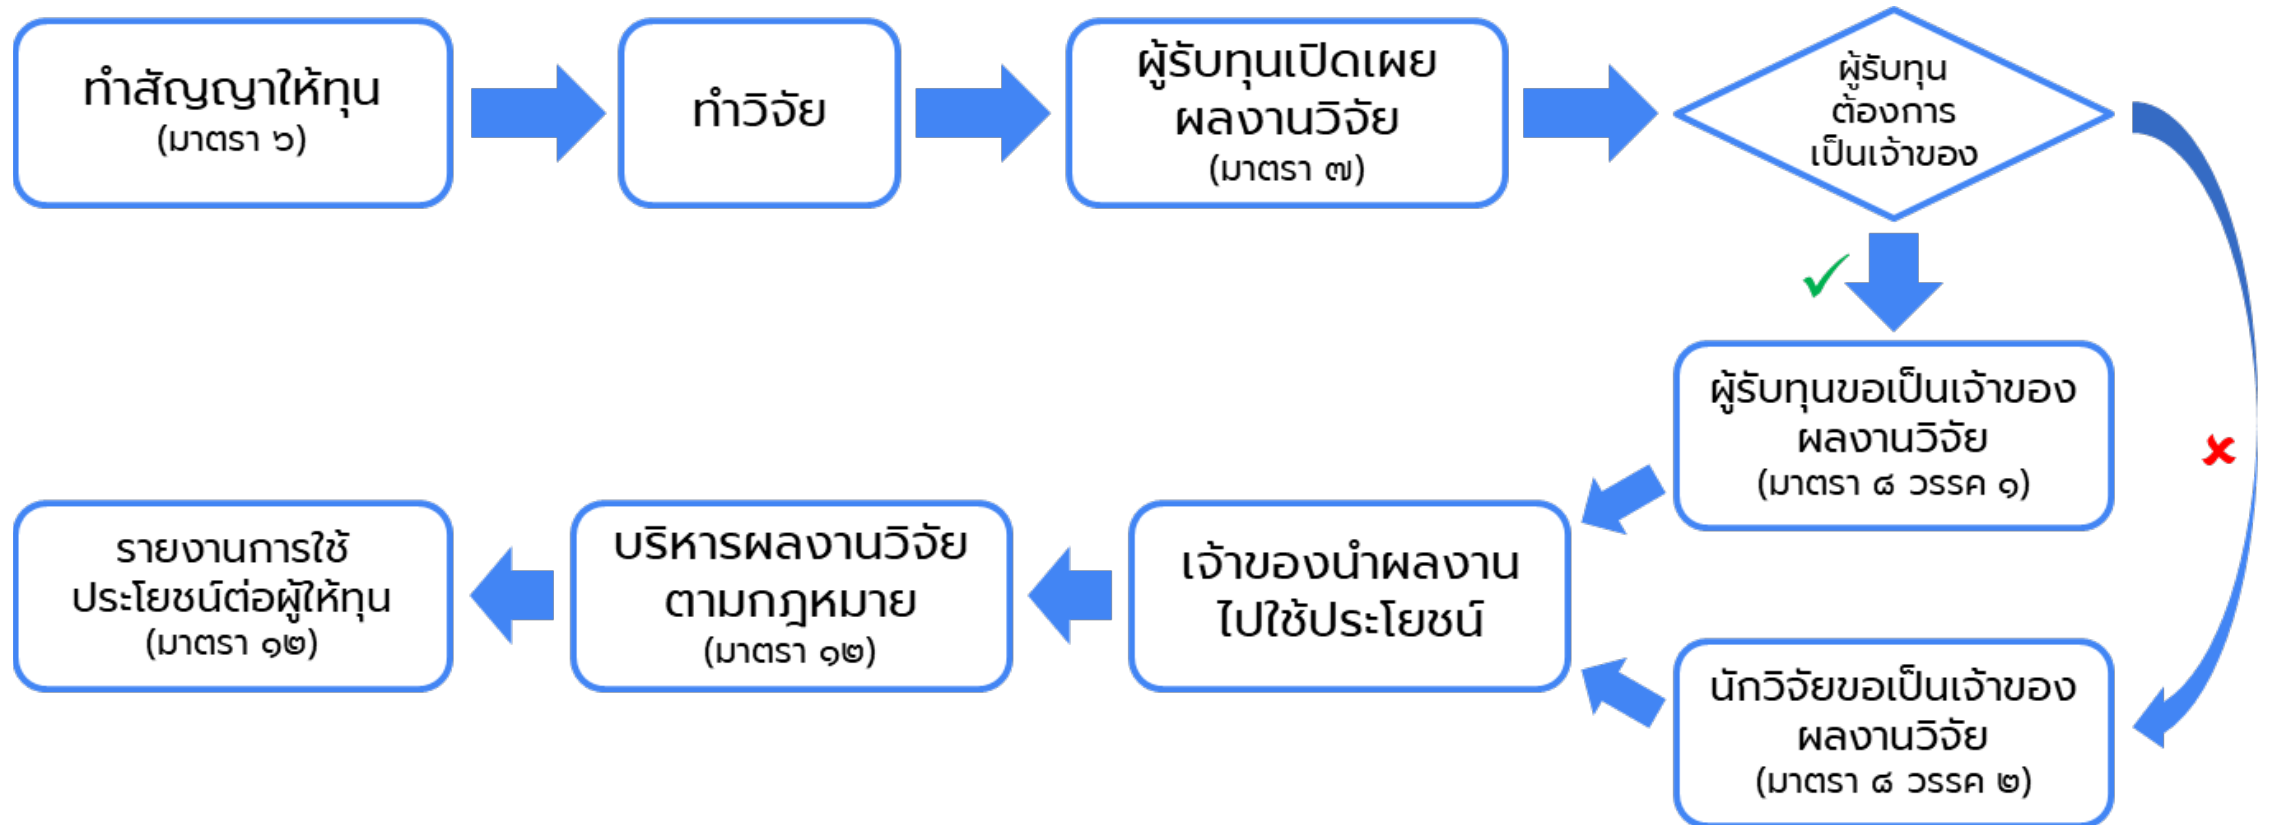 ทำสัญญาให้ทุน
(มาตรา ๖)
ทำวิจัย
ผู้รับทุนเปิดเผย
ผลงานวิจัย
(มาตรา ๗)
ผู้รับทุน
ต้องการ
เป็นเจ้าของ
ผู้รับทุนขอเป็นเจ้าของ
ผลงานวิจัย
(มาตรา ๘ วรรค ๑)
นักวิจัยขอเป็นเจ้าของ
ผลงานวิจัย
(มาตรา ๘ วรรค ๒)
เจ้าของนำผลงาน
ไปใช้ประโยชน์
บริหารผลงานวิจัย
ตามกฎหมาย
(มาตรา ๑๒)
รายงานการใช้
ประโยชน์ต่อผู้ให้ทุน
(มาตรา ๑๒)